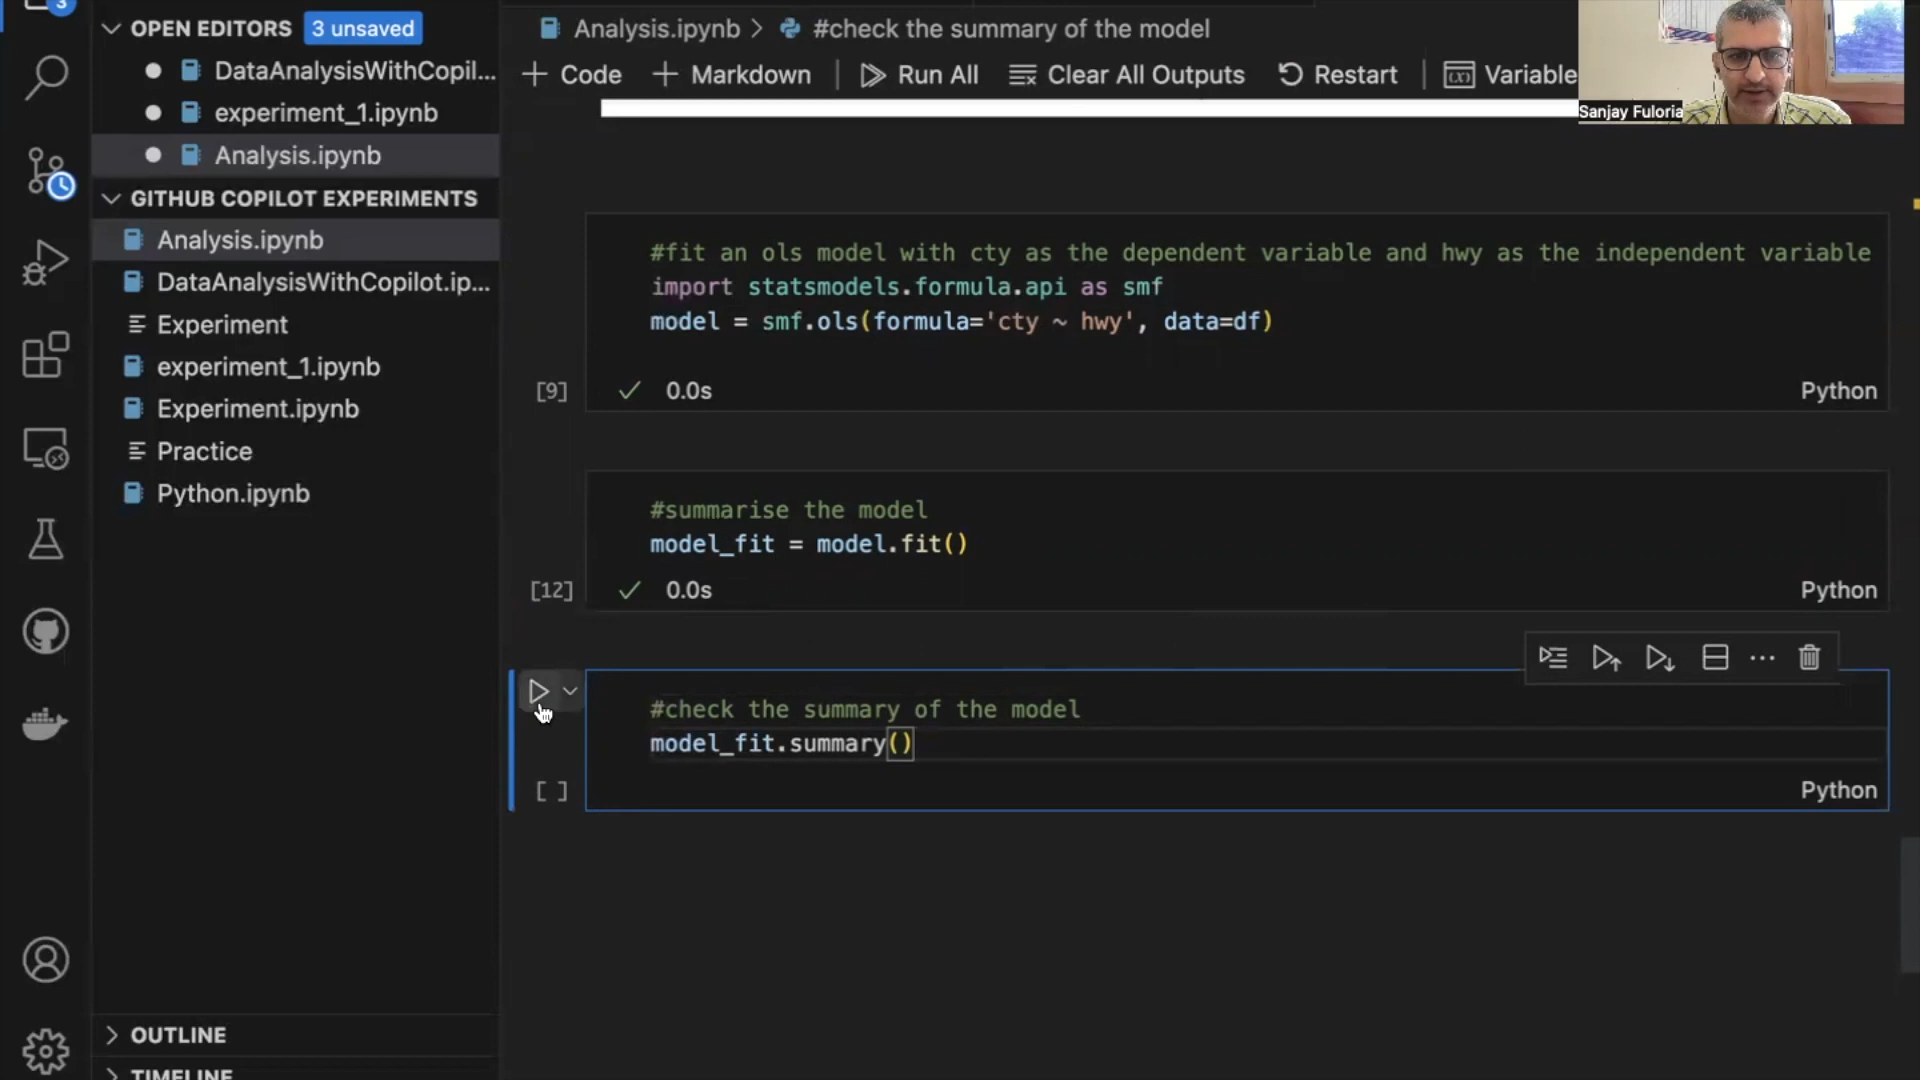 3
OPEN EDITORS 3 unsaved
DataAnalysisWithCopil...
experiment_1.ipynb
Analysis.ipynb
GITHUB COPILOT EXPERIMENTS
Analysis.ipynb
DataAnalysisWithCopilot.ip...
Experiment
experiment_1.ipynb
Experiment.ipynb
Practice
Python.ipynb
OUTLINE
TIMELINE
Analysis.ipynb > #check the summary of the model
+ Code + Markdown Run All Clear All Outputs Restart Variable
Sanjay Fuloria
#fit an ols model with cty as the dependent variable and hwy as the independent variable
import statsmodels.formula.api as smf
model = smf.ols(formula='cty ~ hwy', data=df)
[9] ✓ 0.0s Python
#summarise the model
model_fit = model.fit()
[12] ✓ 0.0s Python
#check the summary of the model
model_fit.summary()
[ ] Python